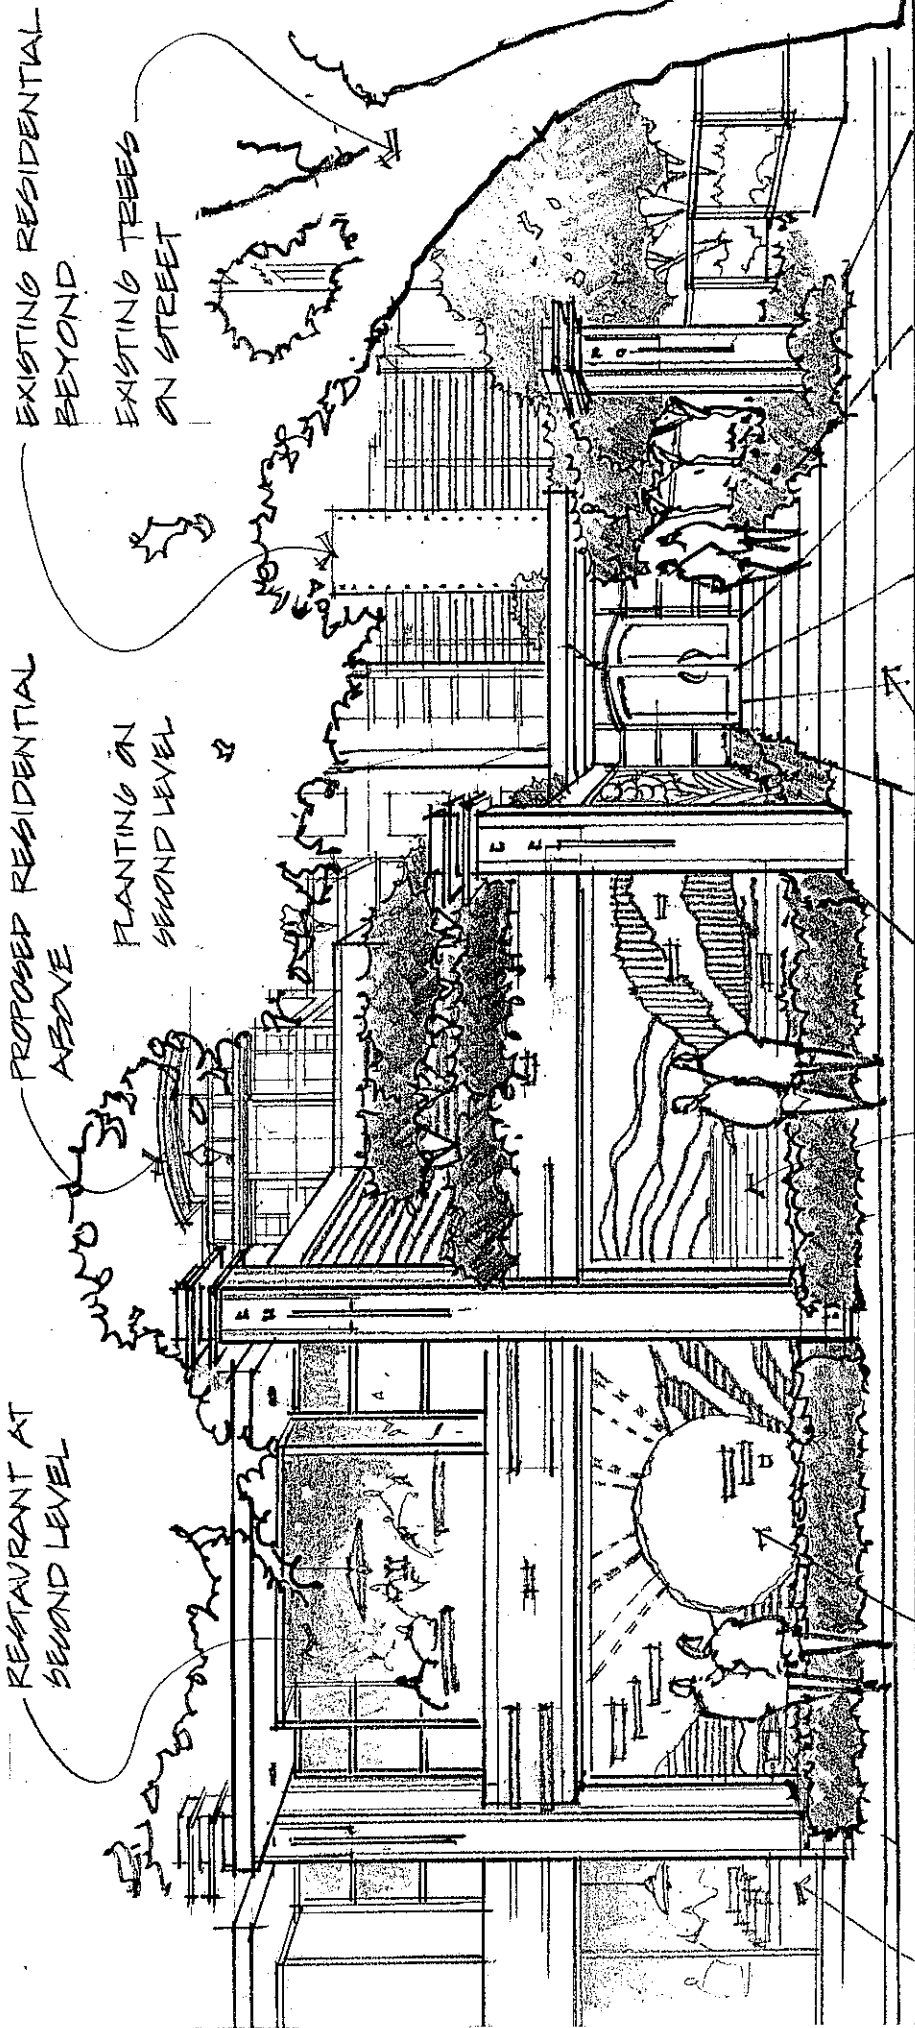 RESTAURANT AT
SECOND LEVEL
PROPOSED RESIDENTIAL
ABOVE
PLANTING ON
SECOND LEVEL
EXISTING RESIDENTIAL
BEYOND
EXISTING TREES
ON STREET